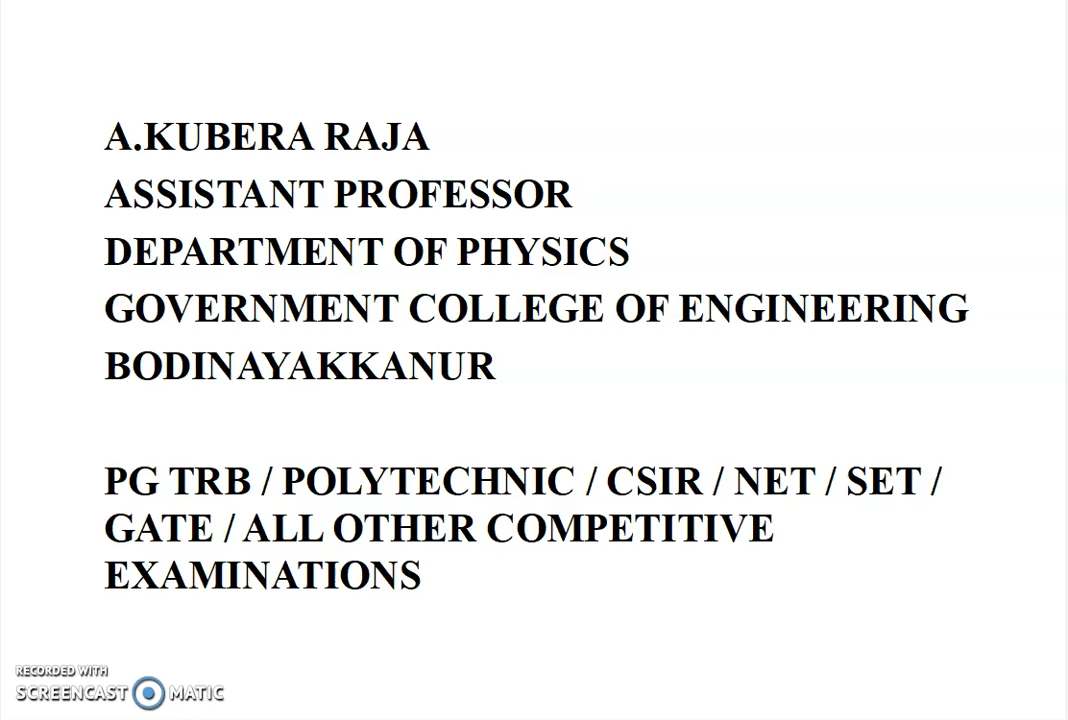 A.KUBERA RAJA
ASSISTANT PROFESSOR
DEPARTMENT OF PHYSICS
GOVERNMENT COLLEGE OF ENGINEERING
BODINAYAKKANUR
PG TRB / POLYTECHNIC / CSIR / NET / SET /
GATE / ALL OTHER COMPETITIVE
EXAMINATIONS
RECORDED WITH
SCREENCAST MATIC